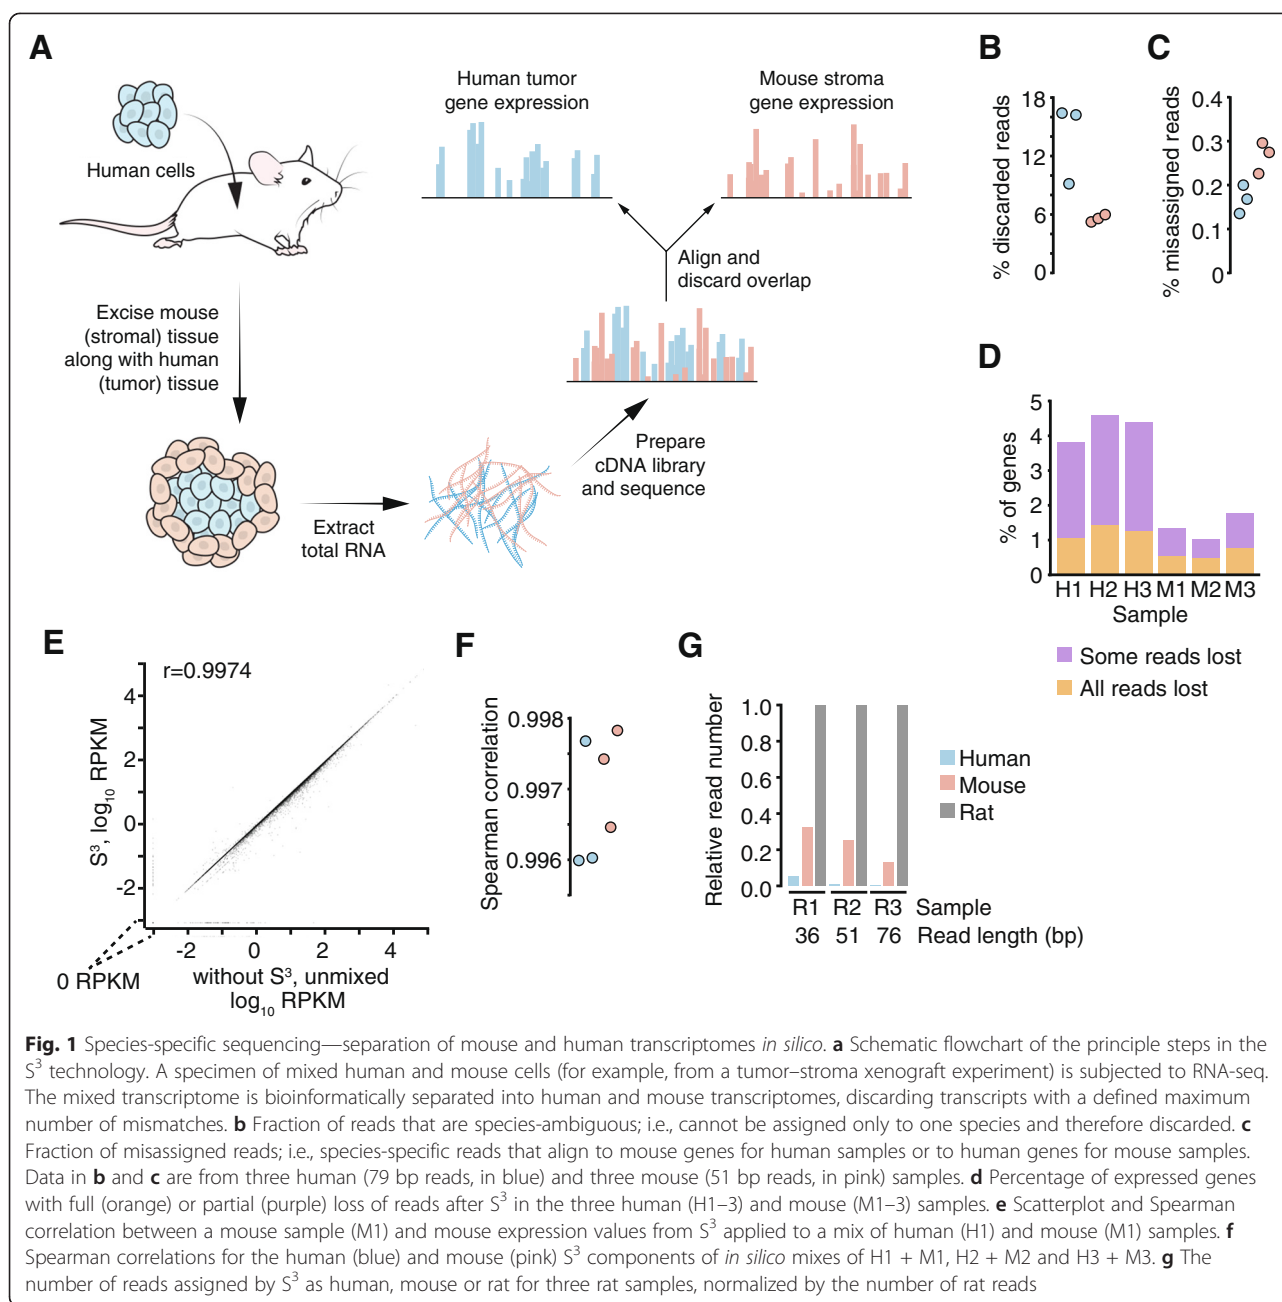 A
Human cells
Excise mouse
(stromal) tissue
along with human
(tumor) tissue
Extract
total RNA
Prepare
cDNA library
and sequence
Align and
discard overlap
Human tumor
gene expression
Mouse stroma
gene expression
B
% discarded reads
18
12
6
0
C
% misassigned reads
0.4
0.3
0.2
0.1
0
D
% of genes
5
4
3
2
1
0
H1 H2 H3 M1 M2 M3
Sample
Some reads lost
All reads lost
E
r=0.9974
S³, log₁₀ RPKM
4
2
0
-2
-2 0 2 4
0 RPKM
without S³, unmixed
log₁₀ RPKM
F
Spearman correlation
0.998
0.997
0.996
G
Relative read number
1.0
0.8
0.6
0.4
0.2
0.0
Human
Mouse
Rat
R1 R2 R3 Sample
36 51 76 Read length (bp)
Fig. 1 Species-specific sequencing—separation of mouse and human transcriptomes in silico. a Schematic flowchart of the principle steps in the
S³ technology. A specimen of mixed human and mouse cells (for example, from a tumor–stroma xenograft experiment) is subjected to RNA-seq.
The mixed transcriptome is bioinformatically separated into human and mouse transcriptomes, discarding transcripts with a defined maximum
number of mismatches. b Fraction of reads that are species-ambiguous; i.e., cannot be assigned only to one species and therefore discarded. c
Fraction of misassigned reads; i.e., species-specific reads that align to mouse genes for human samples or to human genes for mouse samples.
Data in b and c are from three human (79 bp reads, in blue) and three mouse (51 bp reads, in pink) samples. d Percentage of expressed genes
with full (orange) or partial (purple) loss of reads after S³ in the three human (H1–3) and mouse (M1–3) samples. e Scatterplot and Spearman
correlation between a mouse sample (M1) and mouse expression values from S³ applied to a mix of human (H1) and mouse (M1) samples. f
Spearman correlations for the human (blue) and mouse (pink) S³ components of in silico mixes of H1 + M1, H2 + M2 and H3 + M3. g The
number of reads assigned by S³ as human, mouse or rat for three rat samples, normalized by the number of rat reads